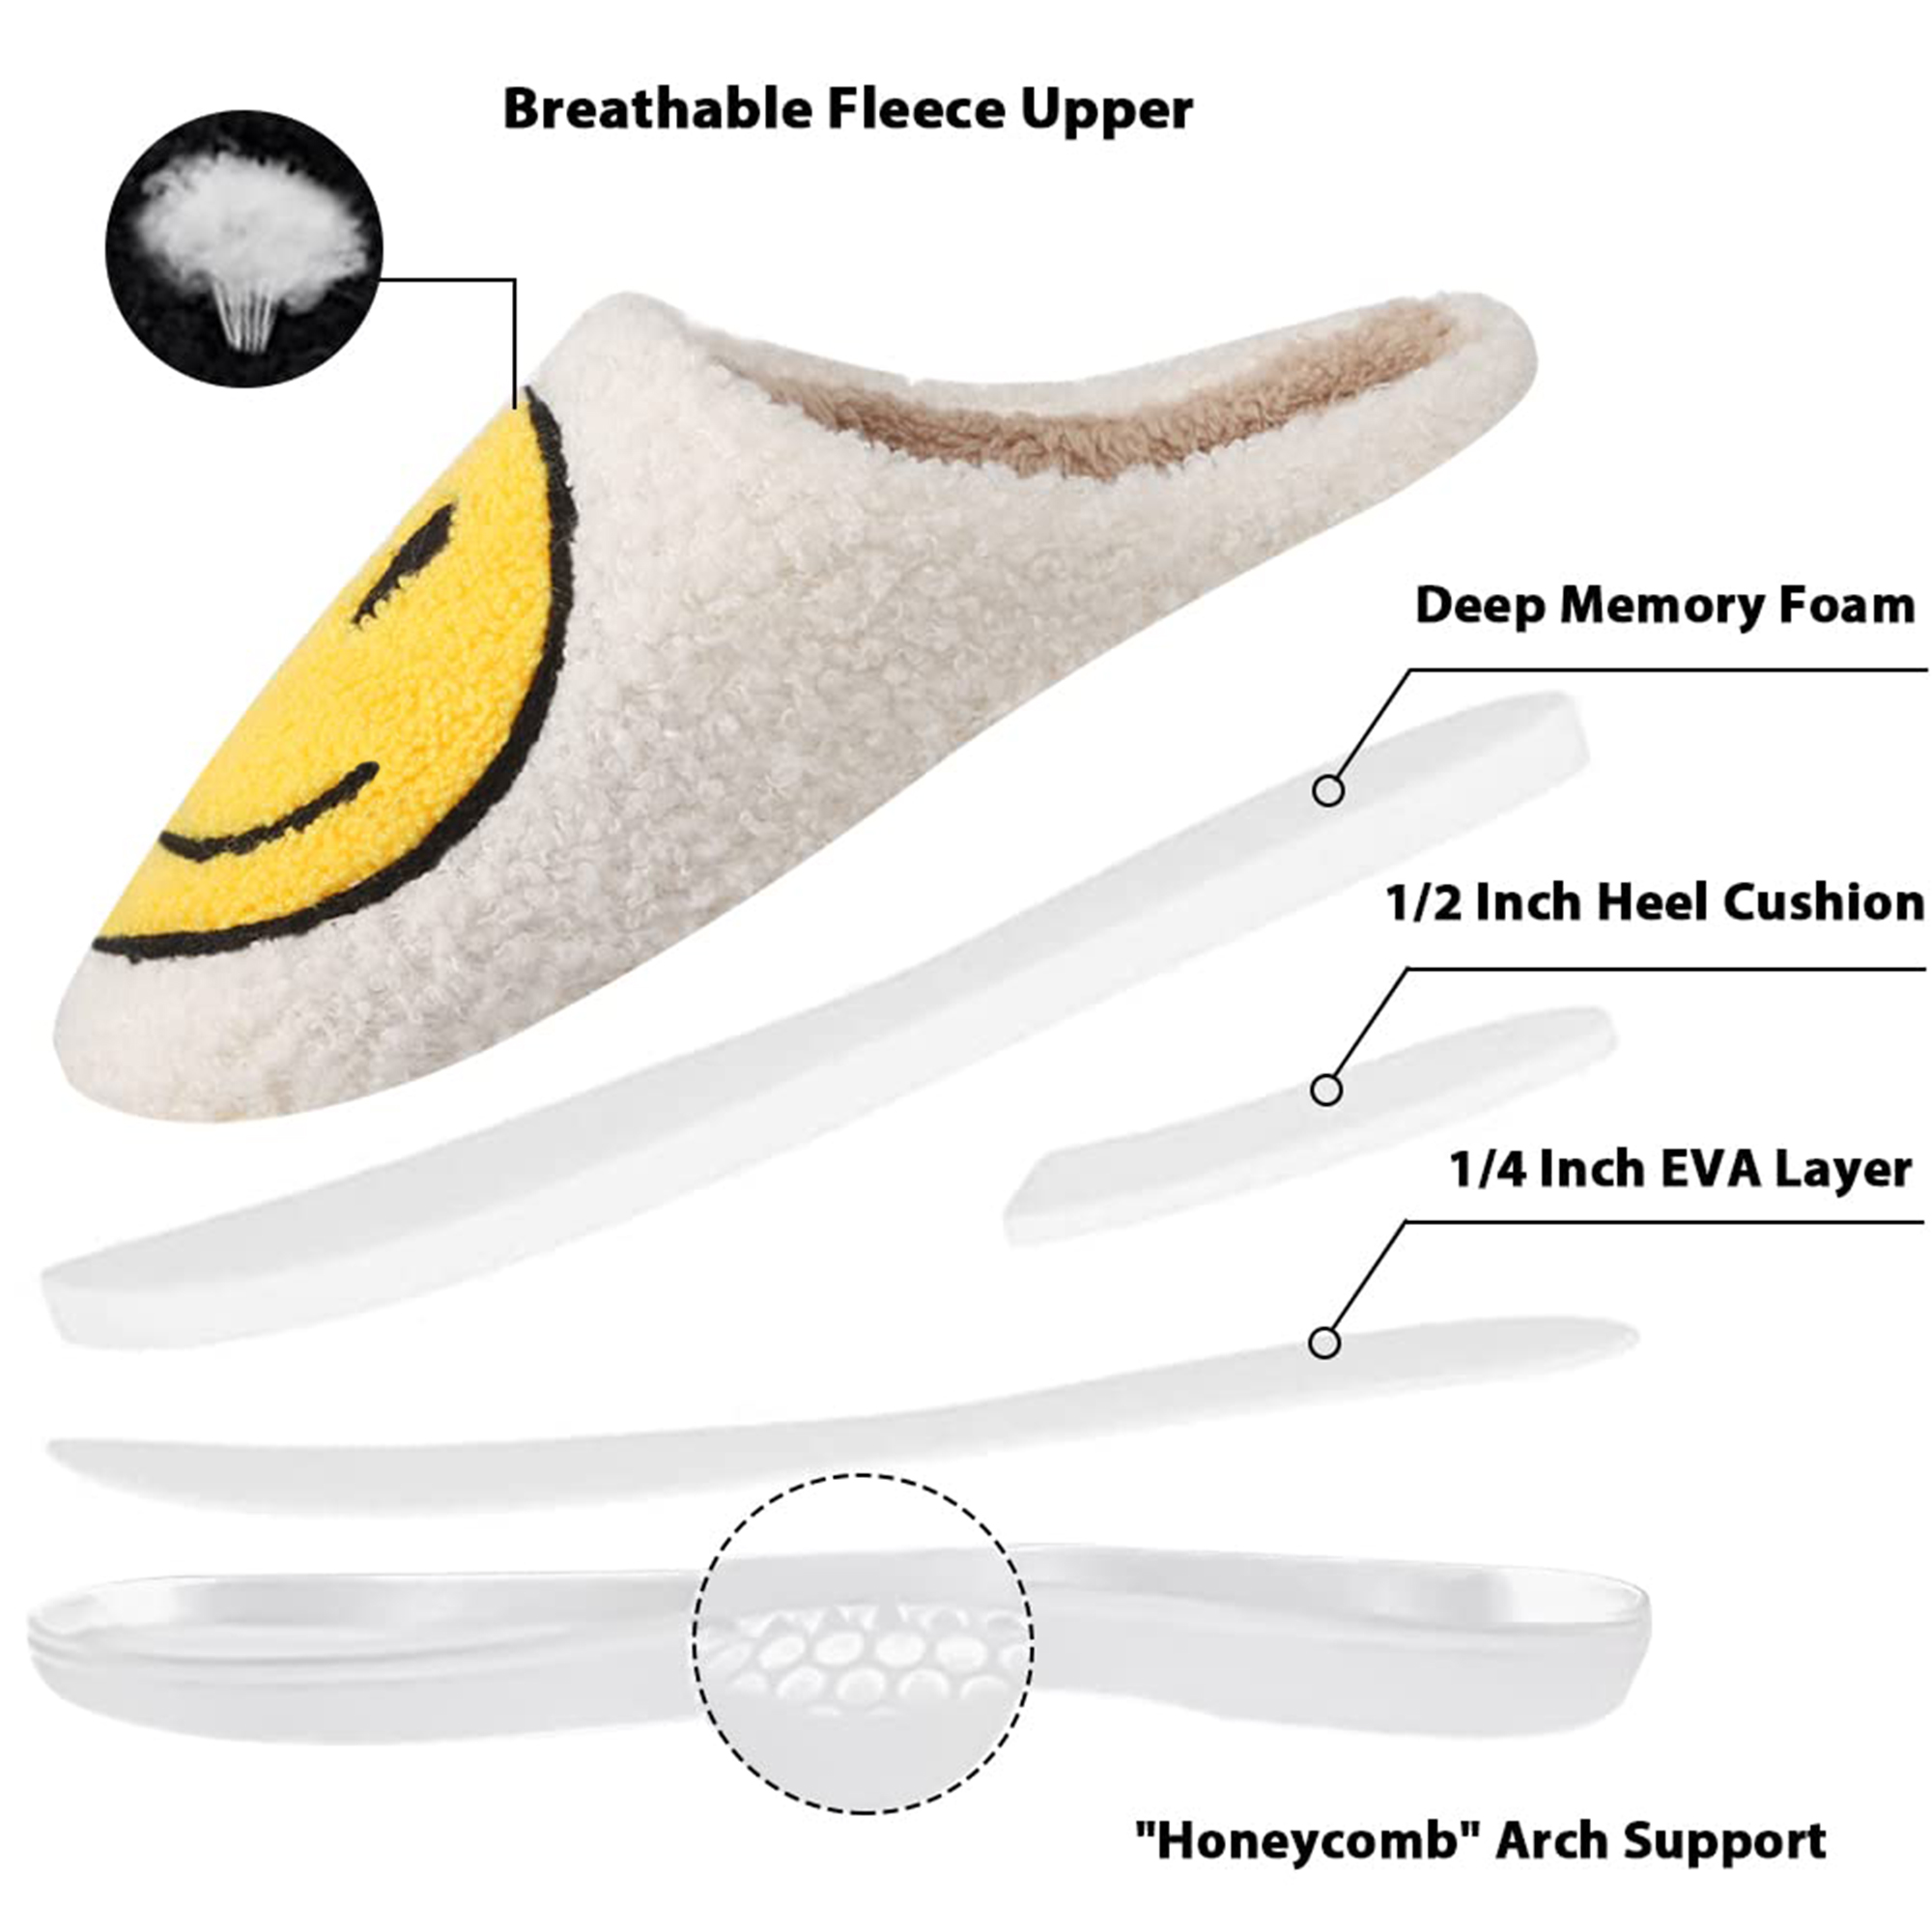 Breathable Fleece Upper
Deep Memory Foam
1/2 Inch Heel Cushion
1/4 Inch EVA Layer
"Honeycomb" Arch Support